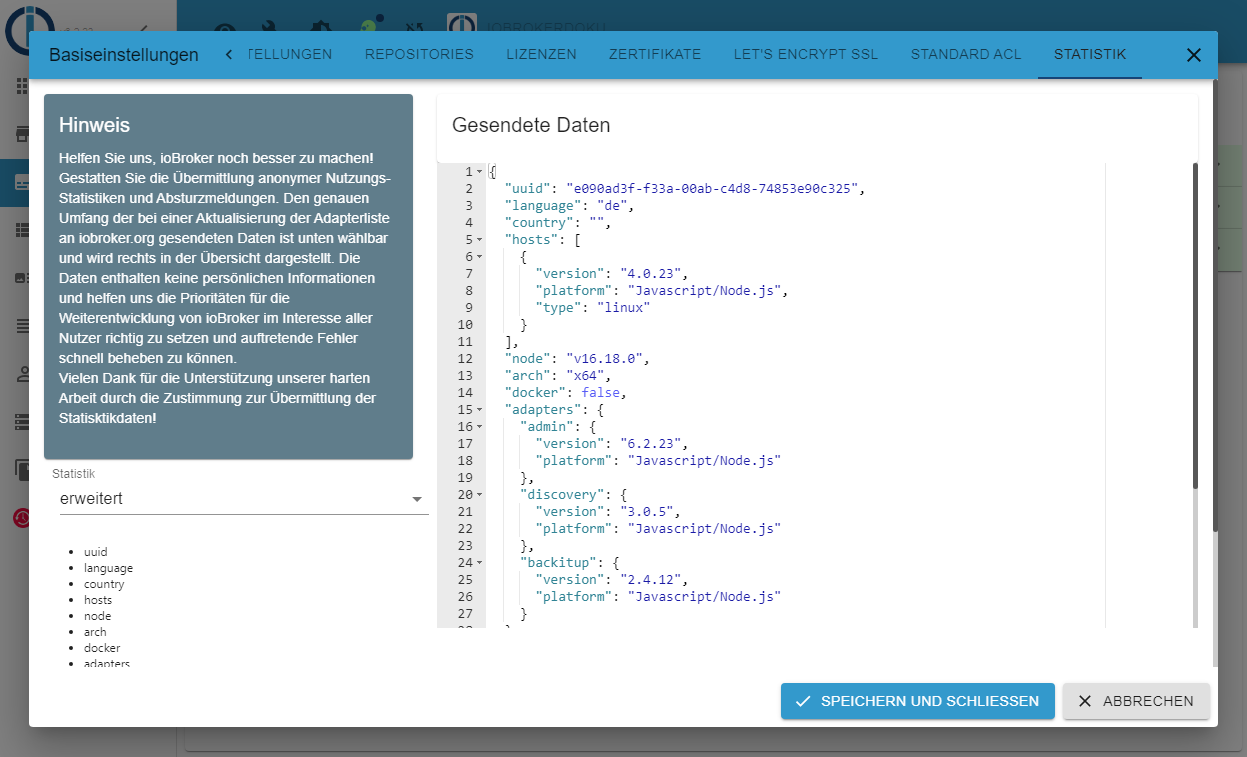 IOBROKERDOKU
Basiseinstellungen
TELLUNGEN REPOSITORIES LIZENZEN ZERTIFIKATE LET'S ENCRYPT SSL STANDARD ACL STATISTIK
Hinweis
Helfen Sie uns, ioBroker noch besser zu machen!
Gestatten Sie die Übermittlung anonymer Nutzungs-
Statistiken und Absturzmeldungen. Den genauen
Umfang der bei einer Aktualisierung der Adapterliste
an iobroker.org gesendeten Daten ist unten wählbar
und wird rechts in der Übersicht dargestellt. Die
Daten enthalten keine persönlichen Informationen
und helfen uns die Prioritäten für die
Weiterentwicklung von ioBroker im Interesse aller
Nutzer richtig zu setzen und auftretende Fehler
schnell beheben zu können.
Vielen Dank für die Unterstützung unserer harten
Arbeit durch die Zustimmung zur Übermittlung der
Statisktikdaten!
Statistik
erweitert
uuid
language
country
hosts
node
arch
docker
adapters
Gesendete Daten
1 {
2 "uuid": "e090ad3f-f33a-00ab-c4d8-74853e90c325",
3 "language": "de",
4 "country": "",
5 "hosts": [
6 {
7 "version": "4.0.23",
8 "platform": "Javascript/Node.js",
9 "type": "linux"
10 }
11 ],
12 "node": "v16.18.0",
13 "arch": "x64",
14 "docker": false,
15 "adapters": {
16 "admin": {
17 "version": "6.2.23",
18 "platform": "Javascript/Node.js"
19 },
20 "discovery": {
21 "version": "3.0.5",
22 "platform": "Javascript/Node.js"
23 },
24 "backitup": {
25 "version": "2.4.12",
26 "platform": "Javascript/Node.js"
27 }
SPEICHERN UND SCHLIESSEN
ABBRECHEN